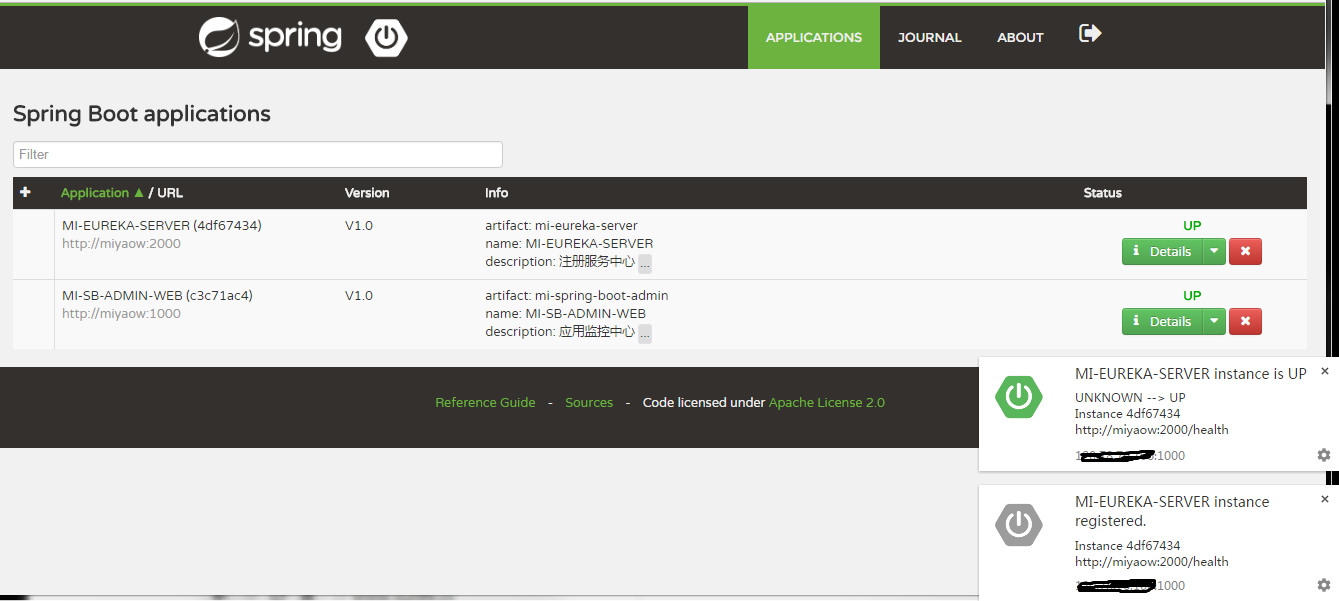 spring
APPLICATIONS
JOURNAL
ABOUT
Spring Boot applications
Filter
Application ▲ / URL
Version
Info
Status
MI-EUREKA-SERVER (4df67434)
http://miyaow:2000
V1.0
artifact: mi-eureka-server
name: MI-EUREKA-SERVER
description: 注册服务中心 ...
UP
Details
MI-SB-ADMIN-WEB (c3c71ac4)
http://miyaow:1000
V1.0
artifact: mi-spring-boot-admin
name: MI-SB-ADMIN-WEB
description: 应用监控中心 ...
UP
Details
Reference Guide - Sources - Code licensed under Apache License 2.0
MI-EUREKA-SERVER instance is UP
UNKNOWN --> UP
Instance 4df67434
http://miyaow:2000/health
:1000
MI-EUREKA-SERVER instance
registered.
Instance 4df67434
http://miyaow:2000/health
:1000